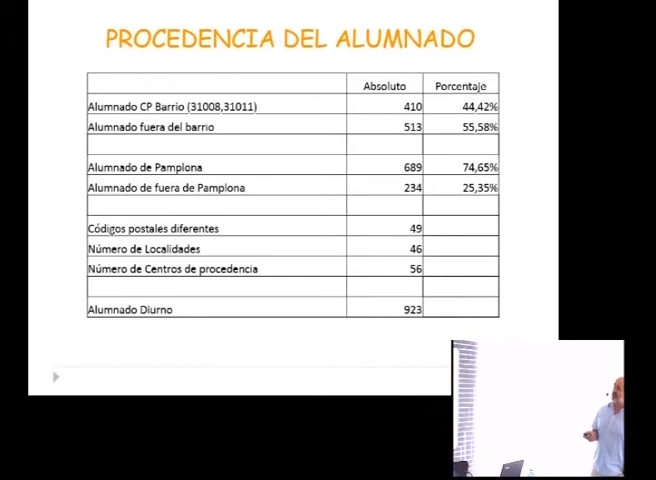 PROCEDENCIA DEL ALUMNADO
Absoluto Porcentaje
Alumnado CP Barrio (31008,31011) 410 44,42%
Alumnado fuera del barrio 513 55,58%
Alumnado de Pamplona 689 74,65%
Alumnado de fuera de Pamplona 234 25,35%
Códigos postales diferentes 49
Número de Localidades 46
Número de Centros de procedencia 56
Alumnado Diurno 923